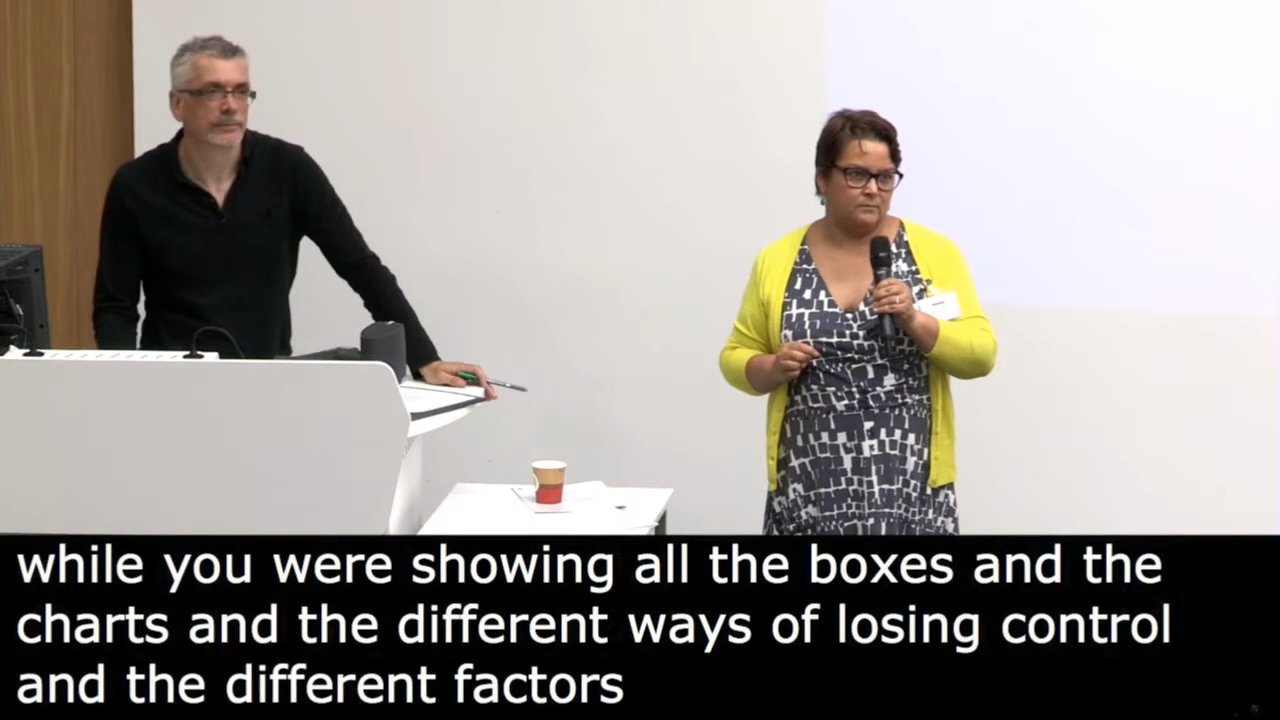 while you were showing all the boxes and the
charts and the different ways of losing control
and the different factors